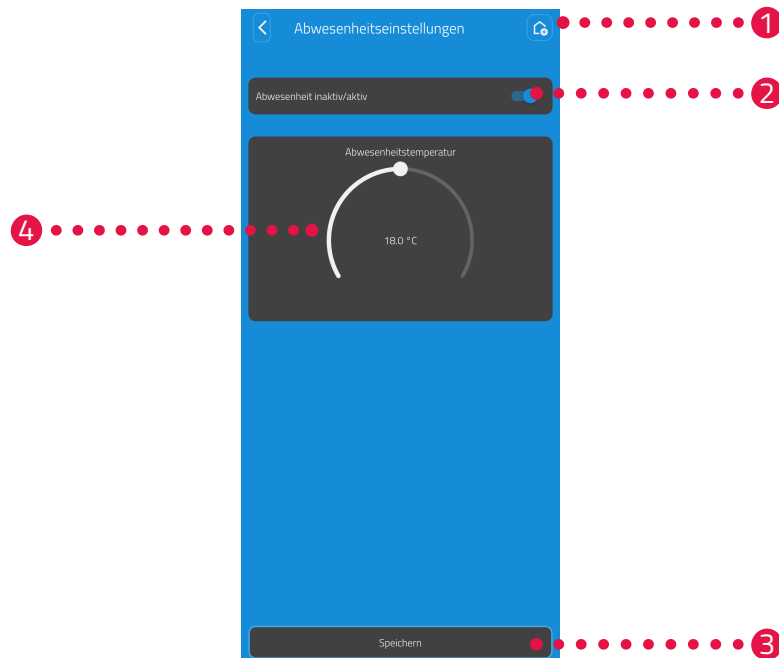 Abwesenheitseinstellungen
1
Abwesenheit inaktiv/aktiv
2
Abwesenheitstemperatur
4
18.0 °C
Speichern
3